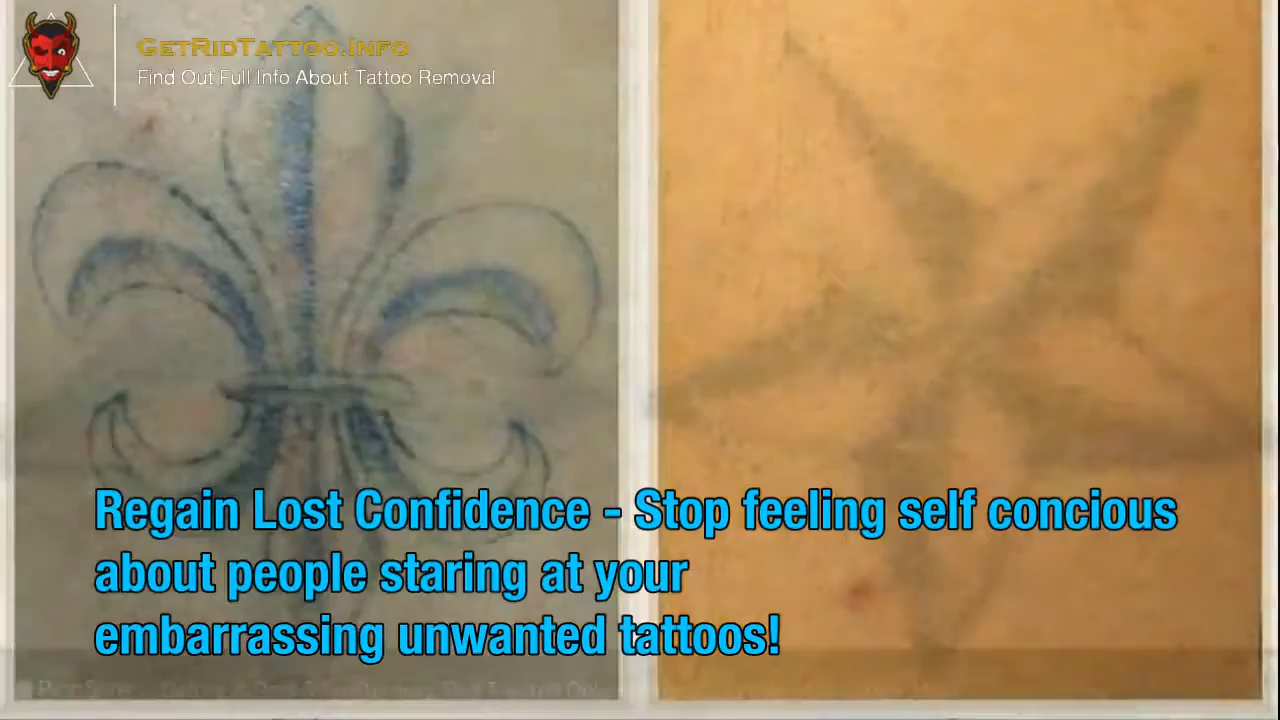 GetRidTattoo.Info
Find Out Full Info About Tattoo Removal
Regain Lost Confidence - Stop feeling self concious
about people staring at your
embarrassing unwanted tattoos!